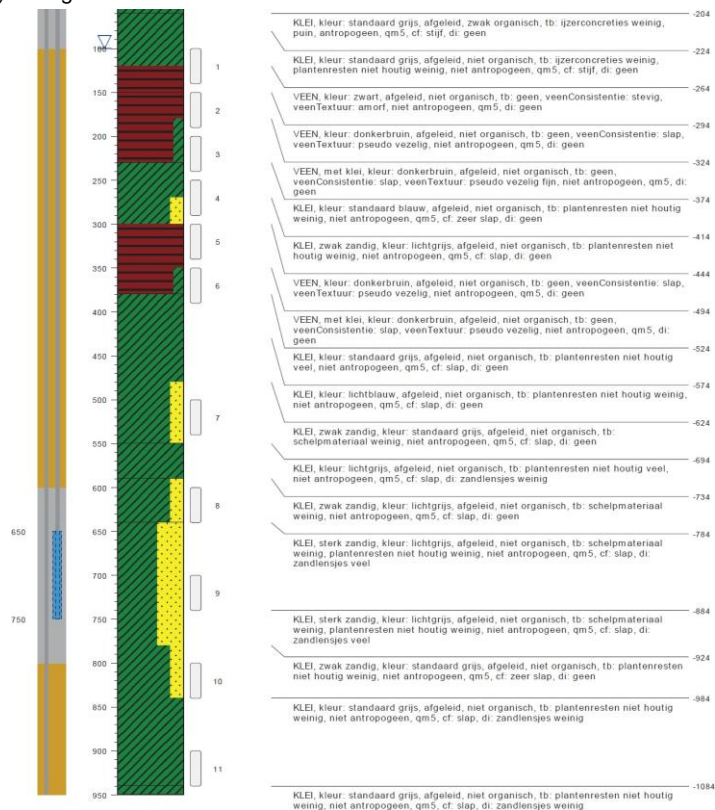 -204
KLEI, kleur: standaard grijs, afgeleid, zwak organisch, tb: ijzerconcreties weinig,
puin, antropogeen, qm5, cf: stijf, di: geen
-224
KLEI, kleur: standaard grijs, afgeleid, niet organisch, tb: ijzerconcreties weinig,
plantenresten niet houtig weinig, niet antropogeen, qm5, cf: stijf, di: geen
-264
VEEN, kleur: zwart, afgeleid, niet organisch, tb: geen, veenConsistentie: stevig,
veenTextuur: amorf, niet antropogeen, qm5, di: geen
-294
VEEN, kleur: donkerbruin, afgeleid, niet organisch, tb: geen, veenConsistentie: slap,
veenTextuur: pseudo vezelig, niet antropogeen, qm5, di: geen
-324
VEEN, met klei, kleur: donkerbruin, afgeleid, niet organisch, tb: geen,
veenConsistentie: slap, veenTextuur: pseudo vezelig fijn, niet antropogeen, qm5, di:
geen
-374
KLEI, kleur: standaard blauw, afgeleid, niet organisch, tb: plantenresten niet houtig
weinig, niet antropogeen, qm5, cf: zeer slap, di: geen
-414
KLEI, zwak zandig, kleur: lichtgrijs, afgeleid, niet organisch, tb: plantenresten niet
houtig weinig, niet antropogeen, qm5, cf: slap, di: geen
-444
VEEN, kleur: donkerbruin, afgeleid, niet organisch, tb: geen, veenConsistentie: slap,
veenTextuur: pseudo vezelig, niet antropogeen, qm5, di: geen
-494
VEEN, met klei, kleur: donkerbruin, afgeleid, niet organisch, tb: geen,
veenConsistentie: slap, veenTextuur: pseudo vezelig, niet antropogeen, qm5, di:
geen
-524
KLEI, kleur: standaard grijs, afgeleid, niet organisch, tb: plantenresten niet houtig
veel, niet antropogeen, qm5, cf: slap, di: geen
-574
KLEI, kleur: lichtblauw, afgeleid, niet organisch, tb: plantenresten niet houtig weinig,
niet antropogeen, qm5, cf: slap, di: geen
-624
KLEI, zwak zandig, kleur: standaard grijs, afgeleid, niet organisch, tb:
schelpmateriaal weinig, niet antropogeen, qm5, cf: slap, di: geen
-694
KLEI, kleur: lichtgrijs, afgeleid, niet organisch, tb: plantenresten niet houtig veel,
niet antropogeen, qm5, cf: slap, di: zandlensjes weinig
-734
KLEI, zwak zandig, kleur: lichtgrijs, afgeleid, niet organisch, tb: schelpmateriaal
weinig, niet antropogeen, qm5, cf: slap, di: geen
-784
KLEI, sterk zandig, kleur: lichtgrijs, afgeleid, niet organisch, tb: schelpmateriaal
weinig, plantenresten niet houtig weinig, niet antropogeen, qm5, cf: slap, di:
zandlensjes veel
-884
KLEI, sterk zandig, kleur: lichtgrijs, afgeleid, niet organisch, tb: schelpmateriaal
weinig, plantenresten niet houtig weinig, niet antropogeen, qm5, cf: slap, di:
zandlensjes veel
-924
KLEI, zwak zandig, kleur: standaard grijs, afgeleid, niet organisch, tb: plantenresten
niet houtig weinig, niet antropogeen, qm5, cf: zeer slap, di: geen
-984
KLEI, kleur: standaard grijs, afgeleid, niet organisch, tb: plantenresten niet houtig
weinig, niet antropogeen, qm5, cf: slap, di: zandlensjes weinig
-1084
KLEI, kleur: standaard grijs, afgeleid, niet organisch, tb: plantenresten niet houtig
weinig, niet antropogeen, qm5, cf: slap, di: zandlensjes weinig
650
750
100
150
200
250
300
350
400
450
500
550
600
650
700
750
800
850
900
950
1
2
3
4
5
6
7
8
9
10
11